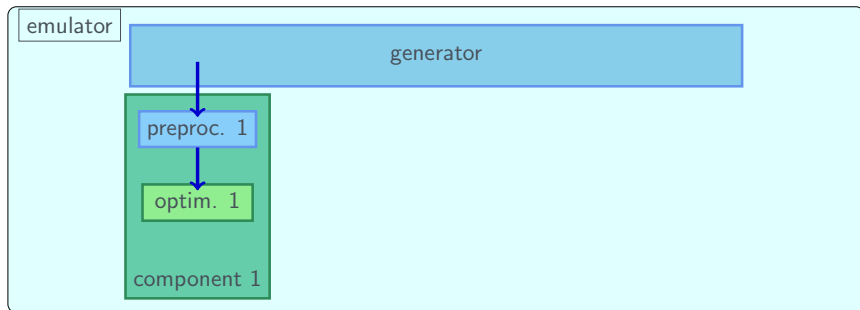 emulator
generator
preproc. 1
optim. 1
component 1